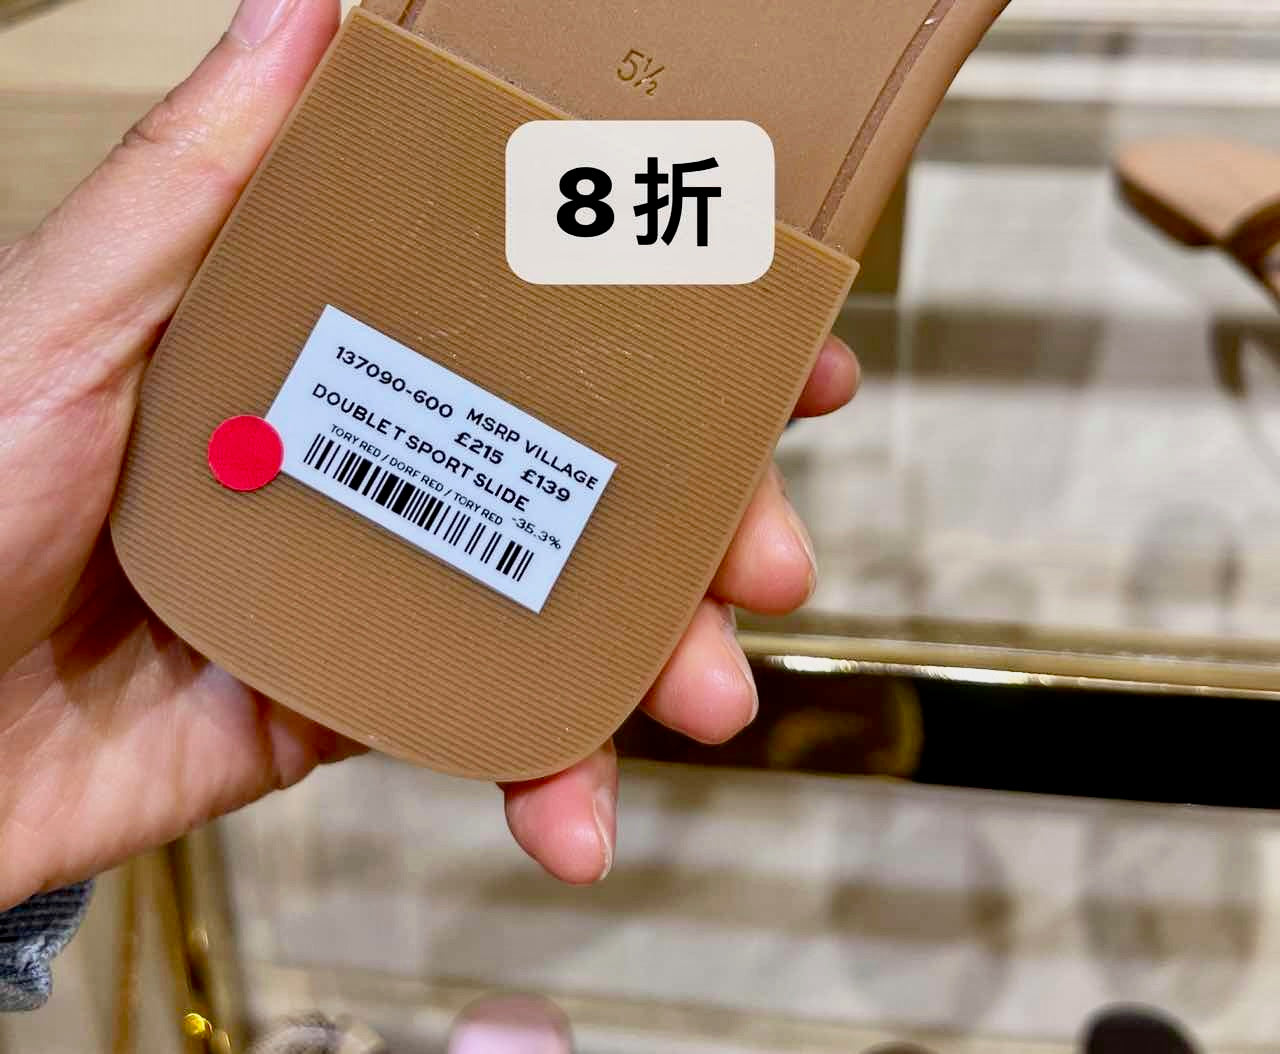 5½
8折
137090-600
MSRP VILLAGE
£215 £139
DOUBLE T SPORT SLIDE
TORY RED / DORF RED / TORY RED
-35.3%